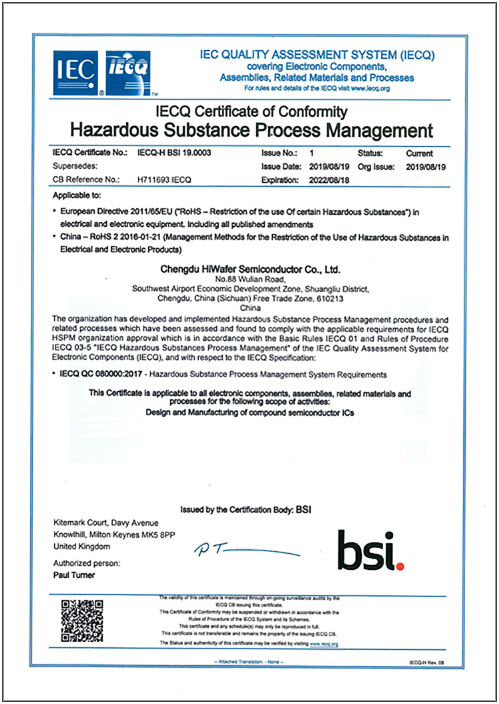 IEC
IECQ
®
TM
IEC QUALITY ASSESSMENT SYSTEM (IECQ)
covering Electronic Components,
Assemblies, Related Materials and Processes
For rules and details of the IECQ visit www.iecq.org
IECQ Certificate of Conformity
Hazardous Substance Process Management
IECQ Certificate No.: IECQ-H BSI 19.0003 Issue No.: 1 Status: Current
Supersedes: Issue Date: 2019/08/19 Org Issue: 2019/08/19
CB Reference No.: H711693 IECQ Expiration: 2022/08/18
Applicable to:
• European Directive 2011/65/EU ("RoHS – Restriction of the use Of certain Hazardous Substances") in
electrical and electronic equipment. Including all published amendments
• China – RoHS 2 2016-01-21 (Management Methods for the Restriction of the Use of Hazardous Substances in
Electrical and Electronic Products)
Chengdu HiWafer Semiconductor Co., Ltd.
No.88 Wulian Road,
Southwest Airport Economic Development Zone, Shuangliu District,
Chengdu, China (Sichuan) Free Trade Zone, 610213
China
The organization has developed and implemented Hazardous Substance Process Management procedures and
related processes which have been assessed and found to comply with the applicable requirements for IECQ
HSPM organization approval which is in accordance with the Basic Rules IECQ 01 and Rules of Procedure
IECQ 03-5 "IECQ Hazardous Substances Process Management" of the IEC Quality Assessment System for
Electronic Components (IECQ), and with respect to the IECQ Specification:
• IECQ QC 080000:2017 - Hazardous Substance Process Management System Requirements
This Certificate is applicable to all electronic components, assemblies, related materials and
processes for the following scope of activities:
Design and Manufacturing of compound semiconductor ICs
Issued by the Certification Body: BSI
Kitemark Court, Davy Avenue
Knowlhill, Milton Keynes MK5 8PP
United Kingdom
Authorized person:
Paul Turner
bsi.
The validity of this certificate is maintained through on-going surveillance audits by the
IECQ CB issuing this certificate.
This Certificate of Conformity may be suspended or withdrawn in accordance with the
Rules of Procedure of the IECQ System and its Schemes.
This certificate and any schedule(s) may only be reproduced in full.
This certificate is not transferable and remains the property of the issuing IECQ CB.
The Status and authenticity of this certificate may be verified by visiting www.iecq.org
– Attached Translation: - None –
IECQ-H Rev. 08